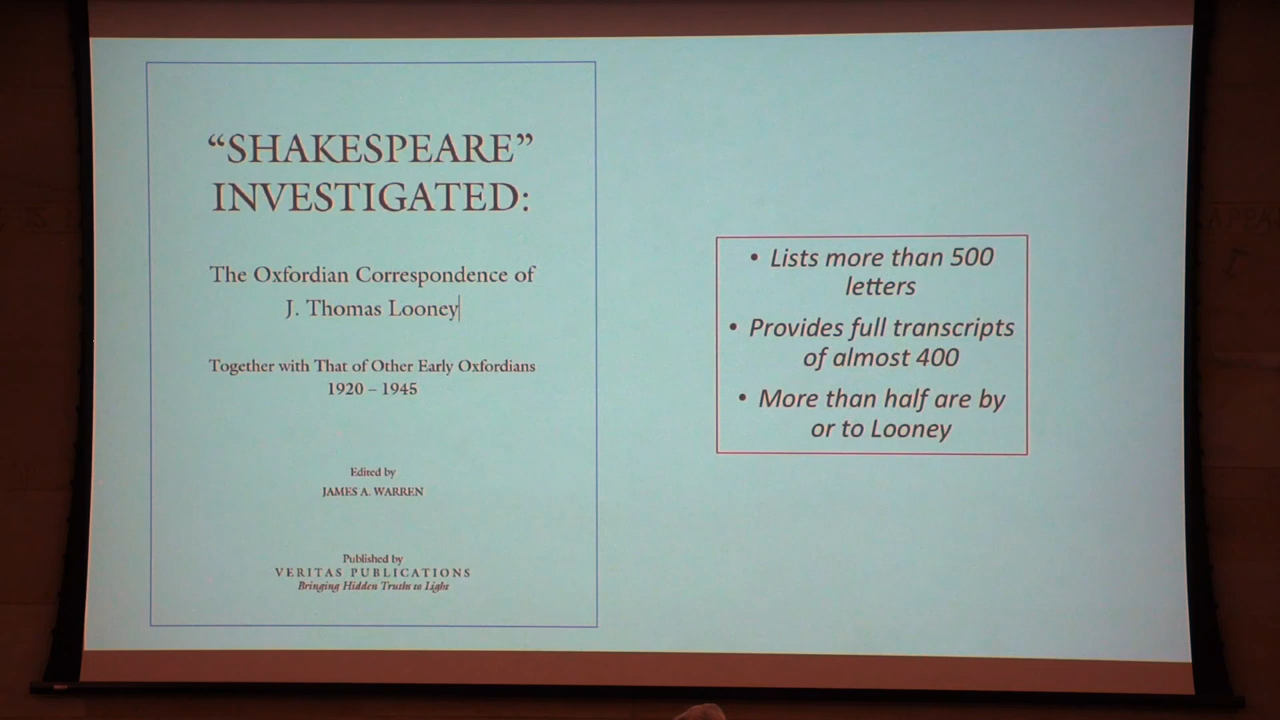 “SHAKESPEARE”
INVESTIGATED:
The Oxfordian Correspondence of
J. Thomas Looney
Together with That of Other Early Oxfordians
1920 – 1945
Edited by
JAMES A. WARREN
Published by
VERITAS PUBLICATIONS
Bringing Hidden Truths to Light
• Lists more than 500
letters
• Provides full transcripts
of almost 400
• More than half are by
or to Looney